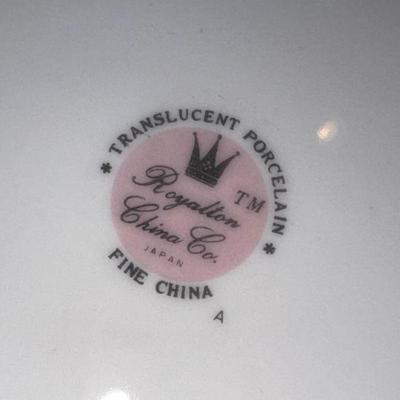 * TRANSLUCENT PORCELAIN *
Royalton TM
China Co.
JAPAN
FINE CHINA
A